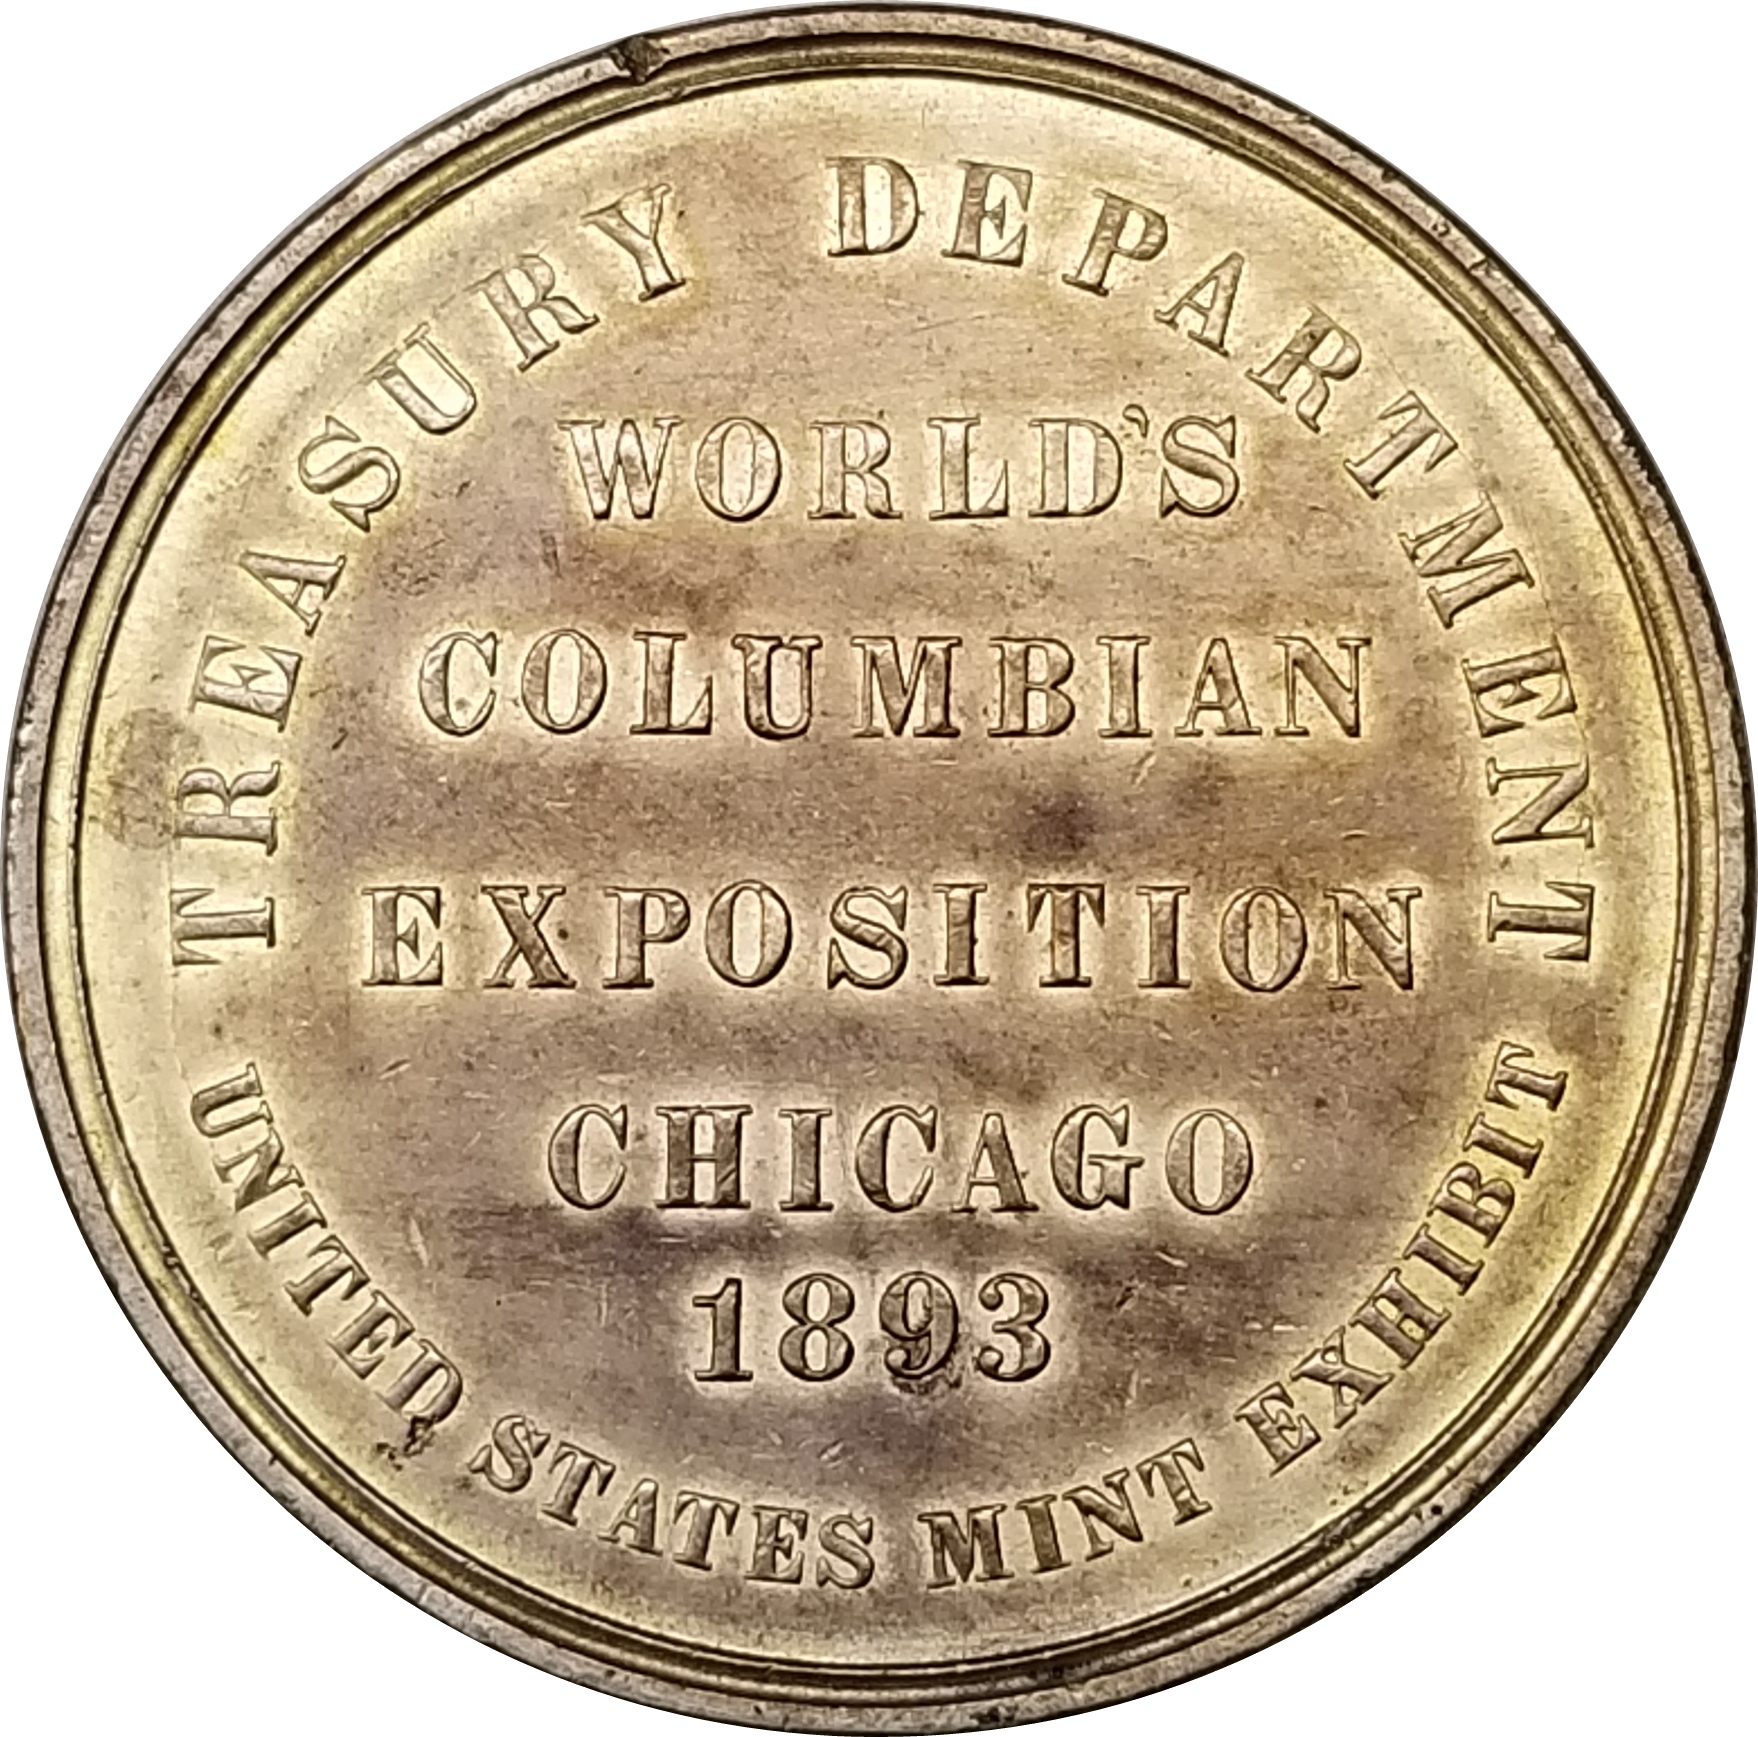 TREASURY DEPARTMENT
WORLD'S
COLUMBIAN
EXPOSITION
CHICAGO
1893
UNITED STATES MINT EXHIBIT